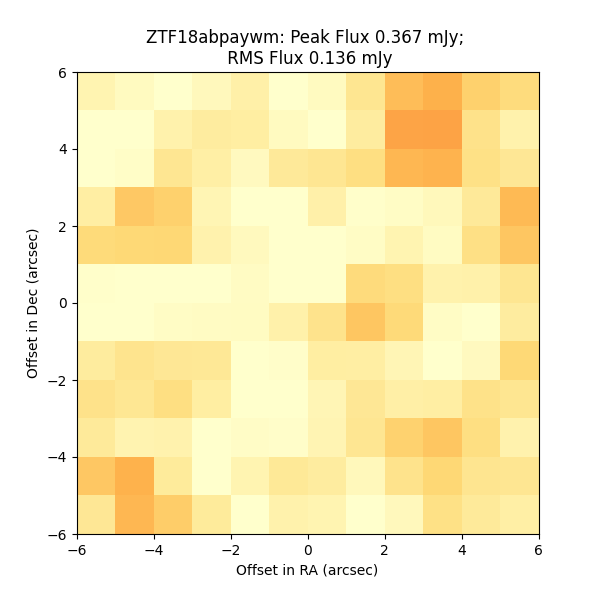 ZTF18abpaywm: Peak Flux 0.367 mJy;
RMS Flux 0.136 mJy
6
4
2
0
−2
−4
−6
Offset in Dec (arcsec)
−6 −4 −2 0 2 4 6
Offset in RA (arcsec)